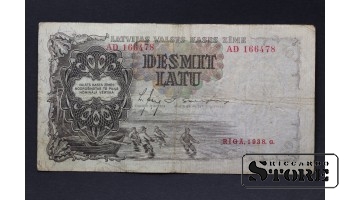 LATVIJAS VALSTS KASES ZĪME
AD 166478 AD 166478
DESMIT
LATU
RĪGĀ, 1938. g.
RICCARDO
STORE